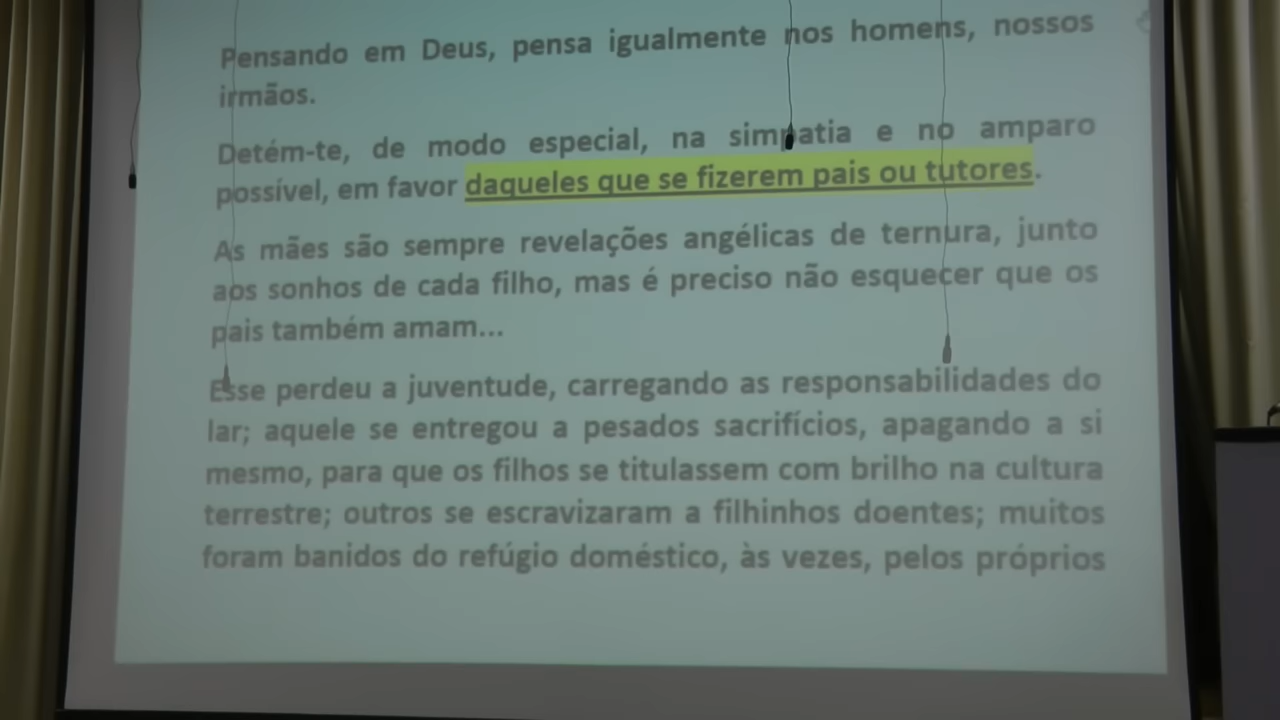 Pensando em Deus, pensa igualmente nos homens, nossos
irmãos.
Detém-te, de modo especial, na simpatia e no amparo
possível, em favor daqueles que se fizerem pais ou tutores.
As mães são sempre revelações angélicas de ternura, junto
aos sonhos de cada filho, mas é preciso não esquecer que os
pais também amam...
Esse perdeu a juventude, carregando as responsabilidades do
lar; aquele se entregou a pesados sacrifícios, apagando a si
mesmo, para que os filhos se titulassem com brilho na cultura
terrestre; outros se escravizaram a filhinhos doentes; muitos
foram banidos do refúgio doméstico, às vezes, pelos próprios